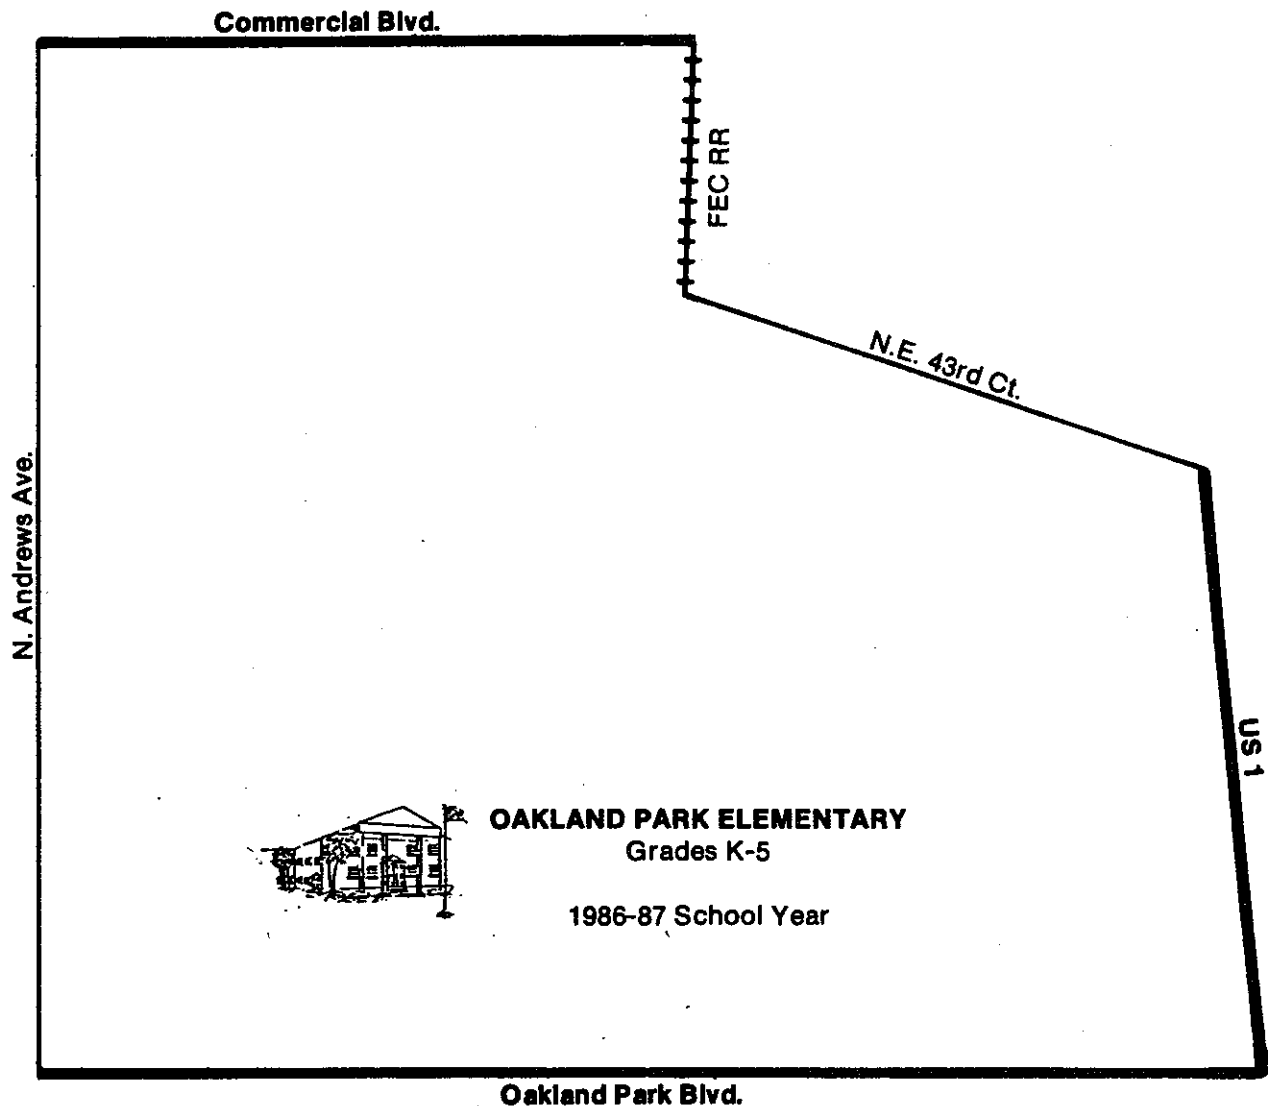 Commercial Blvd.
FEC RR
N.E. 43rd Ct.
N. Andrews Ave.
US 1
OAKLAND PARK ELEMENTARY
Grades K-5
1986-87 School Year
Oakland Park Blvd.